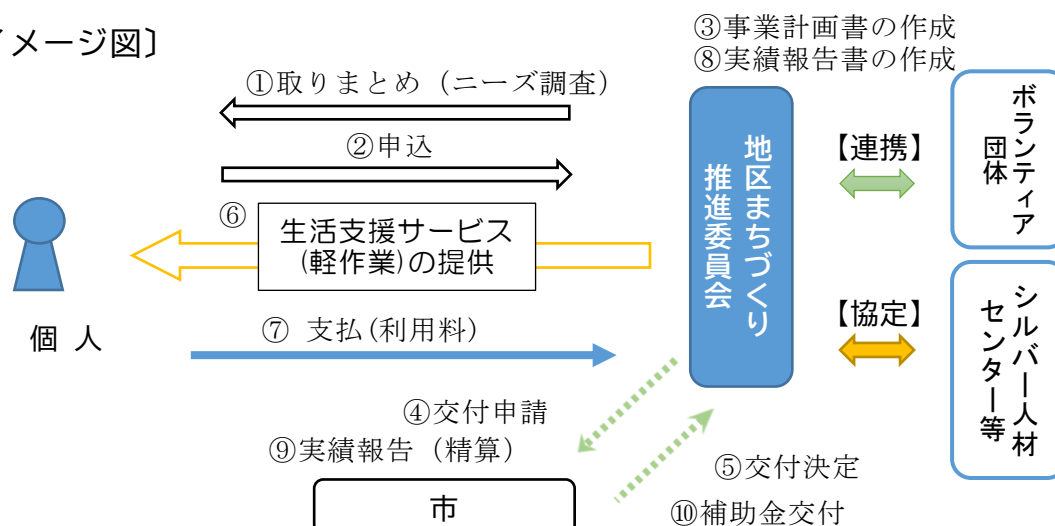 イメージ図〕
③事業計画書の作成
⑧実績報告書の作成
①取りまとめ（ニーズ調査）
②申込
⑥
生活支援サービス
(軽作業)の提供
個 人
⑦ 支払(利用料)
地区まちづくり
推進委員会
【連携】
ボランティア
団体
【協定】
シルバー人材
センター等
④交付申請
⑨実績報告（精算）
市
⑤交付決定
⑩補助金交付